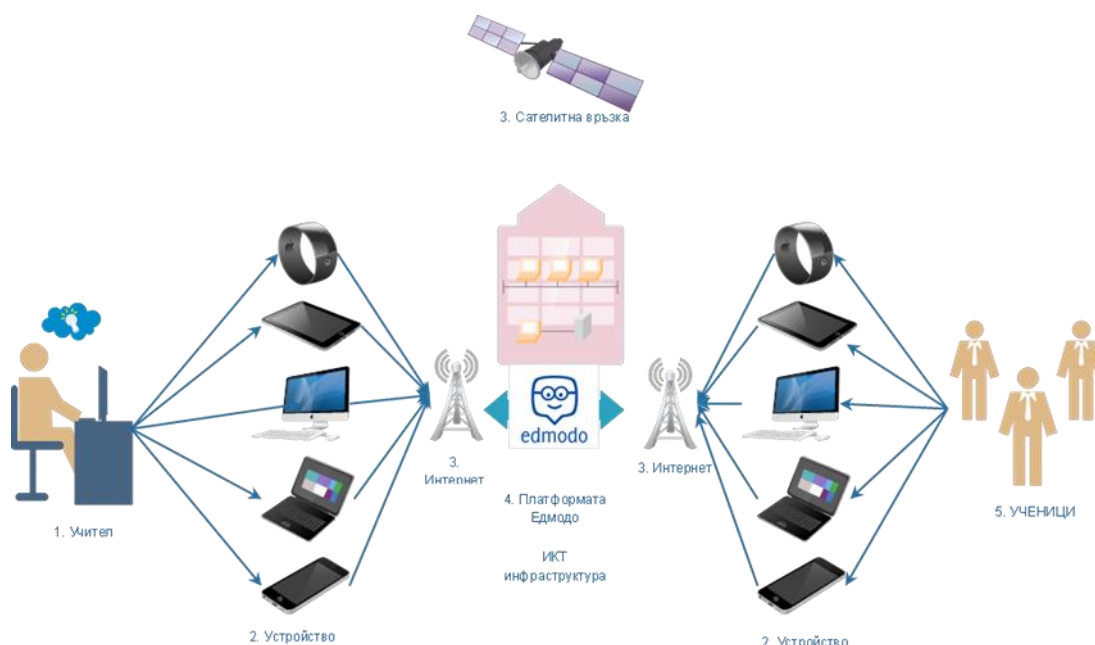 3. Сателитна връзка
edmodo
3.
Интернет
3. Интернет
4. Платформата
Едмодо
1. Учител
5. УЧЕНИЦИ
ИКТ
инфраструктура
2. Устройство
2. Устройство